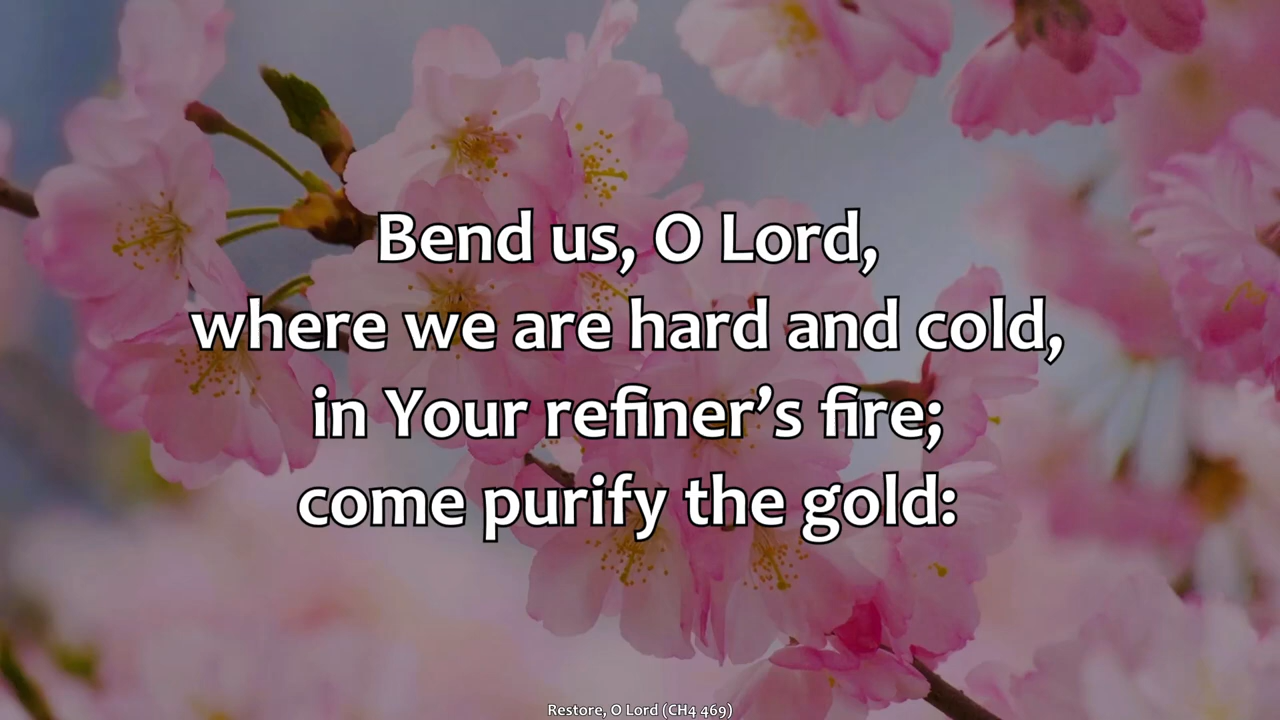 Bend us, O Lord,
where we are hard and cold,
in Your refiner’s fire;
come purify the gold:
Restore, O Lord (CH4 469)